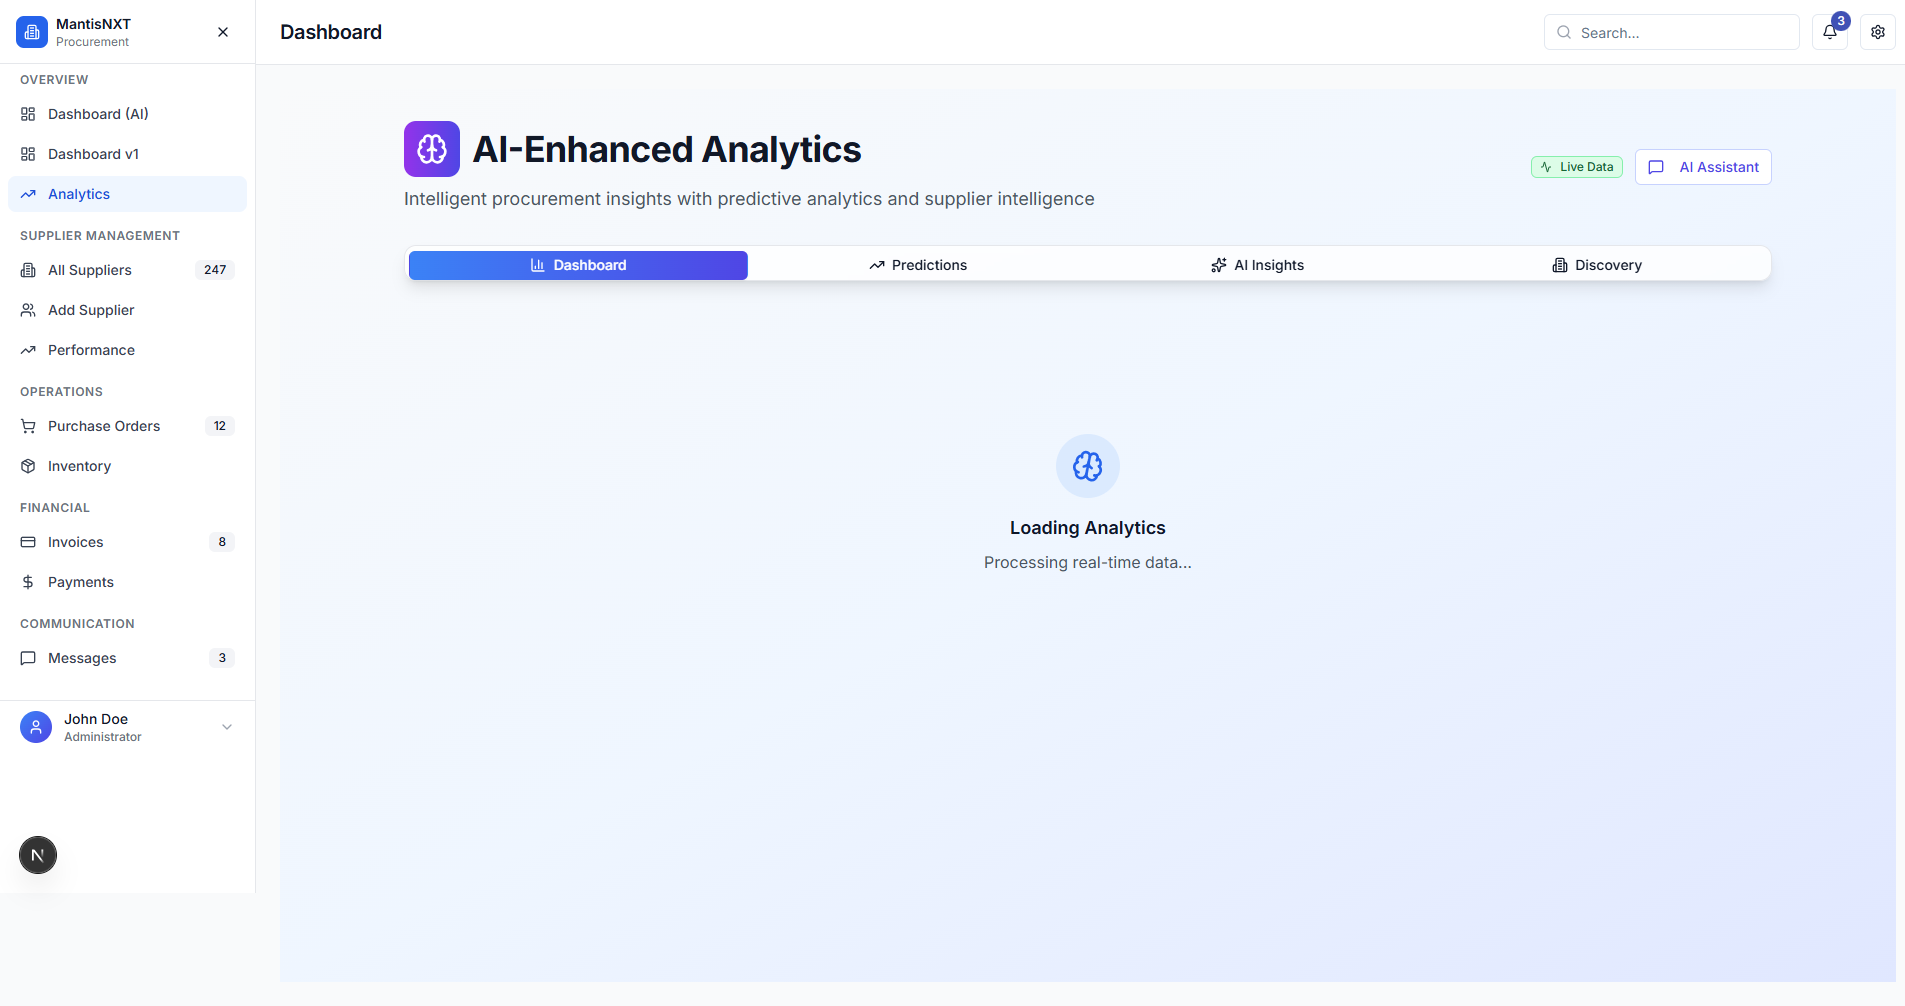 MantisNXT
Procurement
OVERVIEW
Dashboard (AI)
Dashboard v1
Analytics
SUPPLIER MANAGEMENT
All Suppliers 247
Add Supplier
Performance
OPERATIONS
Purchase Orders 12
Inventory
FINANCIAL
Invoices 8
Payments
COMMUNICATION
Messages 3
John Doe
Administrator
N
Dashboard
Search...
3
AI-Enhanced Analytics
Intelligent procurement insights with predictive analytics and supplier intelligence
Live Data
AI Assistant
Dashboard
Predictions
AI Insights
Discovery
Loading Analytics
Processing real-time data...